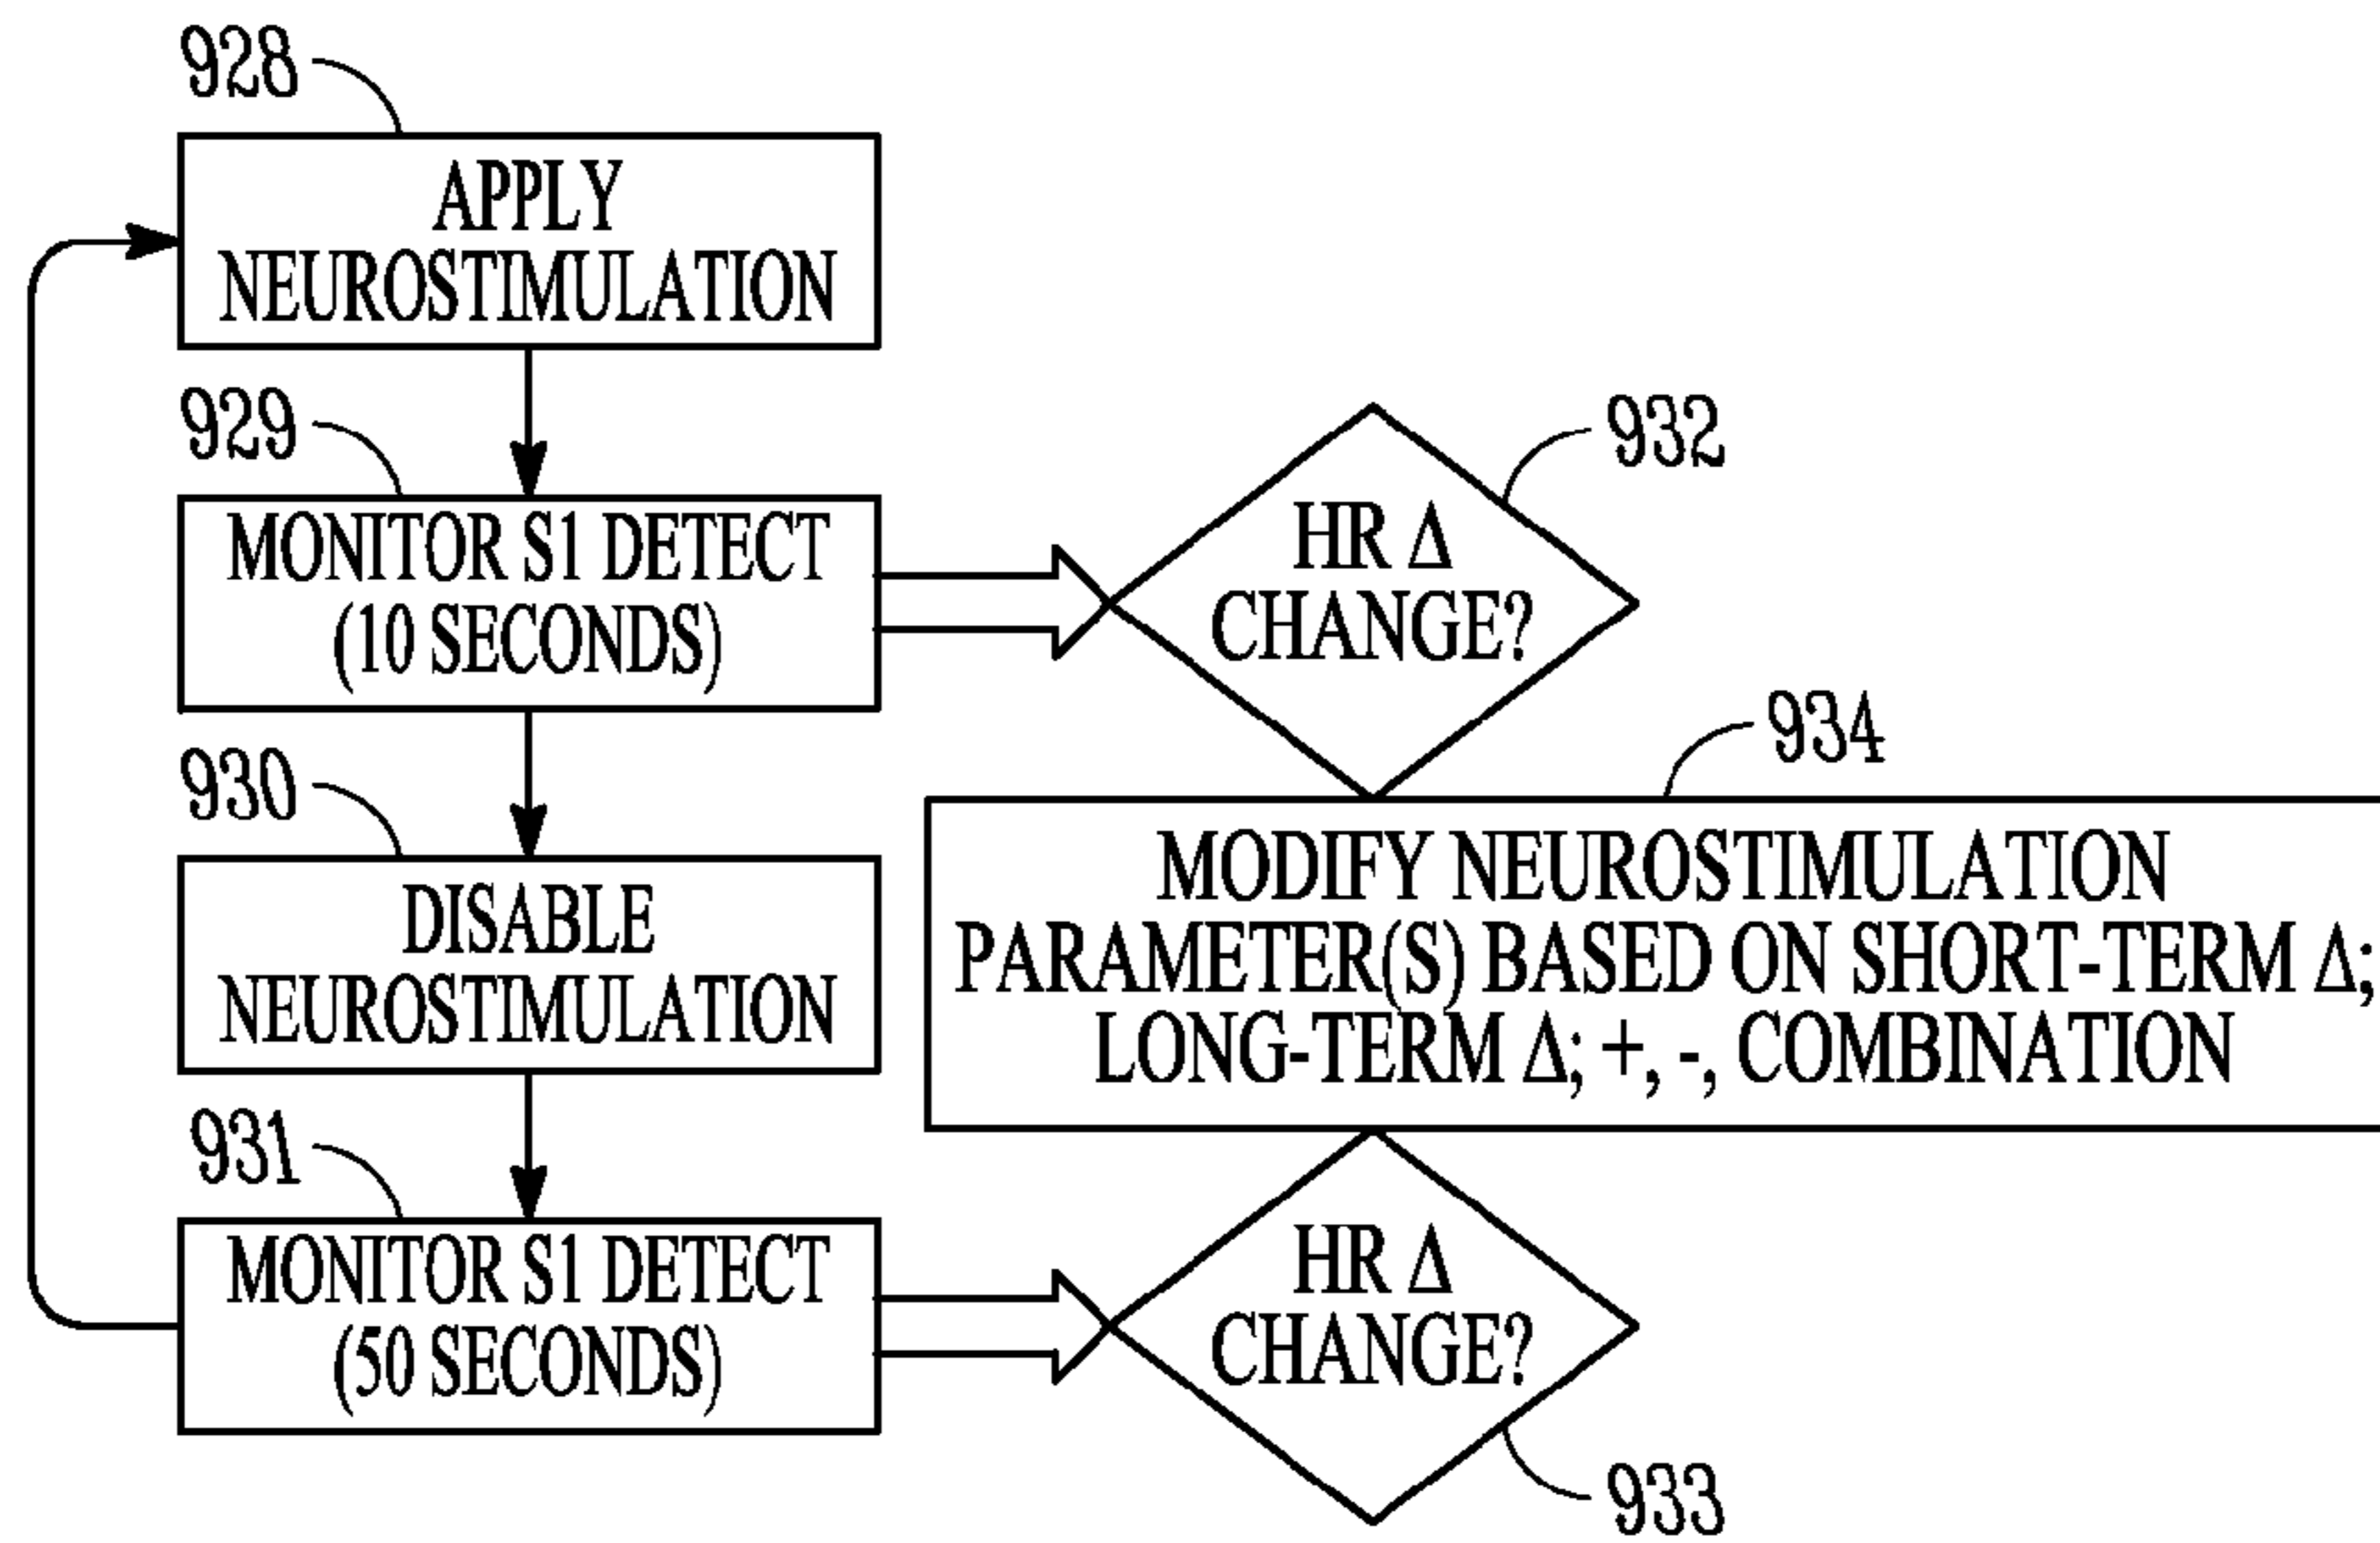 928
APPLY
NEUROSTIMULATION
929
MONITOR S1 DETECT
(10 SECONDS)
932
HR Δ
CHANGE?
930
DISABLE
NEUROSTIMULATION
934
MODIFY NEUROSTIMULATION
PARAMETER(S) BASED ON SHORT-TERM Δ;
LONG-TERM Δ; +, -, COMBINATION
931
MONITOR S1 DETECT
(50 SECONDS)
HR Δ
CHANGE?
933